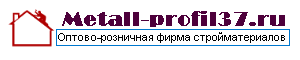 Metall-profil37.ru
Оптово-розничная фирма стройматериалов